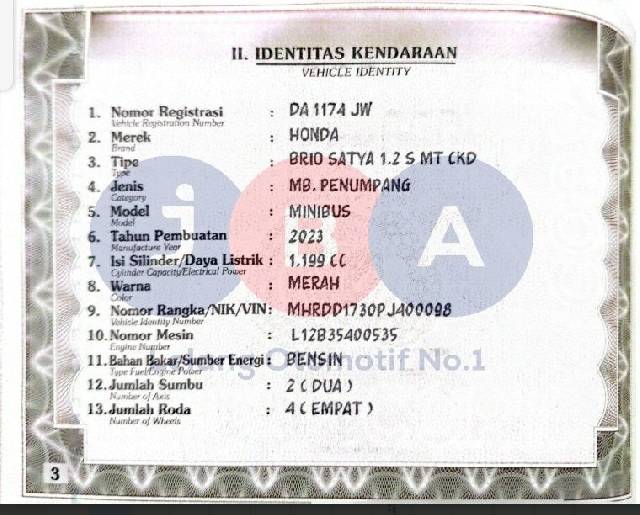 II. IDENTITAS KENDARAAN
VEHICLE IDENTITY
1. Nomor Registrasi : DA 1174 JW
Vehicle Registration Number
2. Merek : HONDA
Brand
3. Tipe : BRIO SATYA 1.2 S MT CKD
Type
4. Jenis : MB. PENUMPANG
Category
5. Model : MINIBUS
Model
6. Tahun Pembuatan : 2023
Manufacture Year
7. Isi Silinder/Daya Listrik : 1.199 CC
Cylinder Capacity/Electrical Power
8. Warna : MERAH
Color
9. Nomor Rangka/NIK/VIN : MHRDD1730PJ400098
Vehicle Identity Number
10. Nomor Mesin : L12B35400535
Engine Number
11. Bahan Bakar/Sumber Energi : BENSIN
Type Fuel/Engine Power
12. Jumlah Sumbu : 2 ( DUA )
Number of Axis
13. Jumlah Roda : 4 ( EMPAT )
Number of Wheels
iBA
Otomotif No.1
3